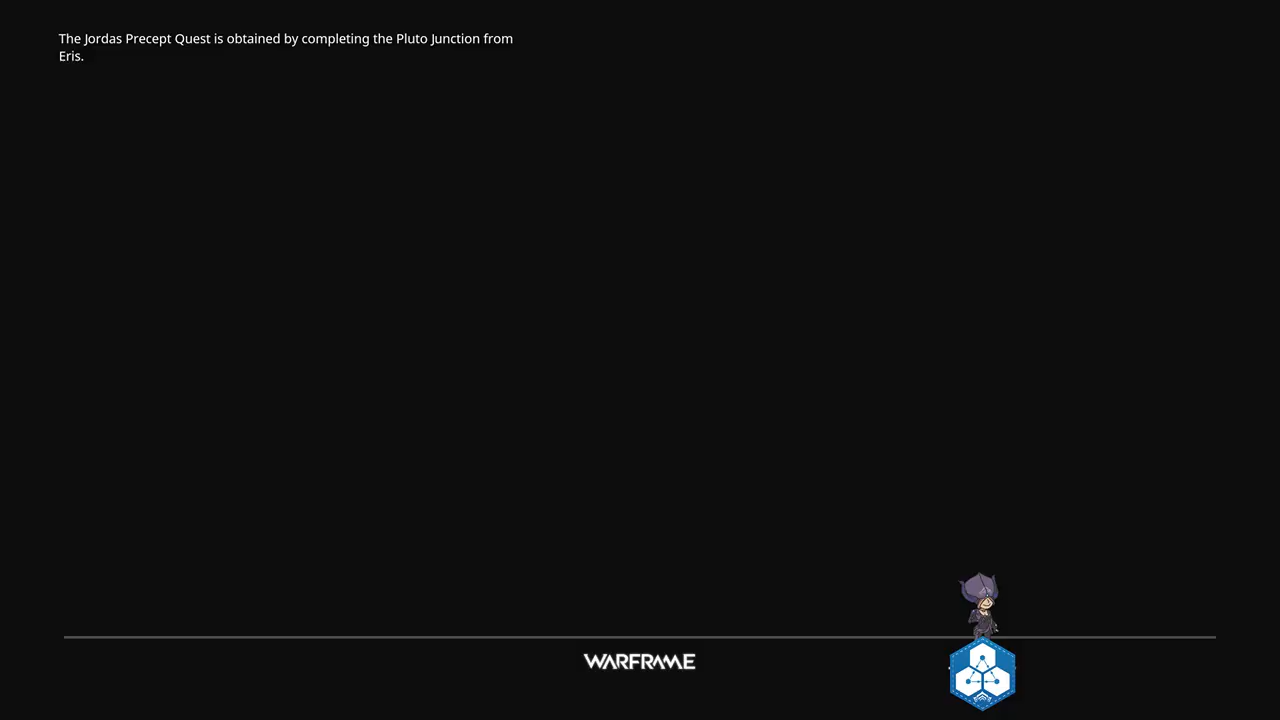 The Jordas Precept Quest is obtained by completing the Pluto Junction from
Eris.
WARFRAME